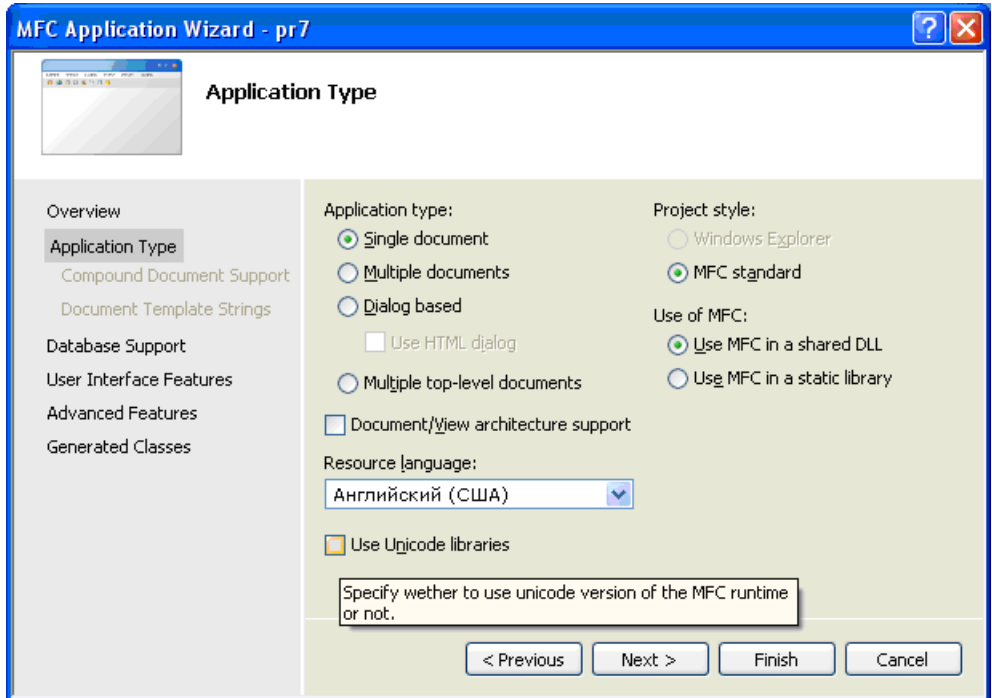 MFC Application Wizard - pr7
Application Type
Overview
Application Type
Compound Document Support
Document Template Strings
Database Support
User Interface Features
Advanced Features
Generated Classes
Application type:
Single document
Multiple documents
Dialog based
Use HTML dialog
Multiple top-level documents
Document/View architecture support
Resource language:
Английский (США)
Use Unicode libraries
Project style:
Windows Explorer
MFC standard
Use of MFC:
Use MFC in a shared DLL
Use MFC in a static library
Specify wether to use unicode version of the MFC runtime
or not.
< Previous
Next >
Finish
Cancel